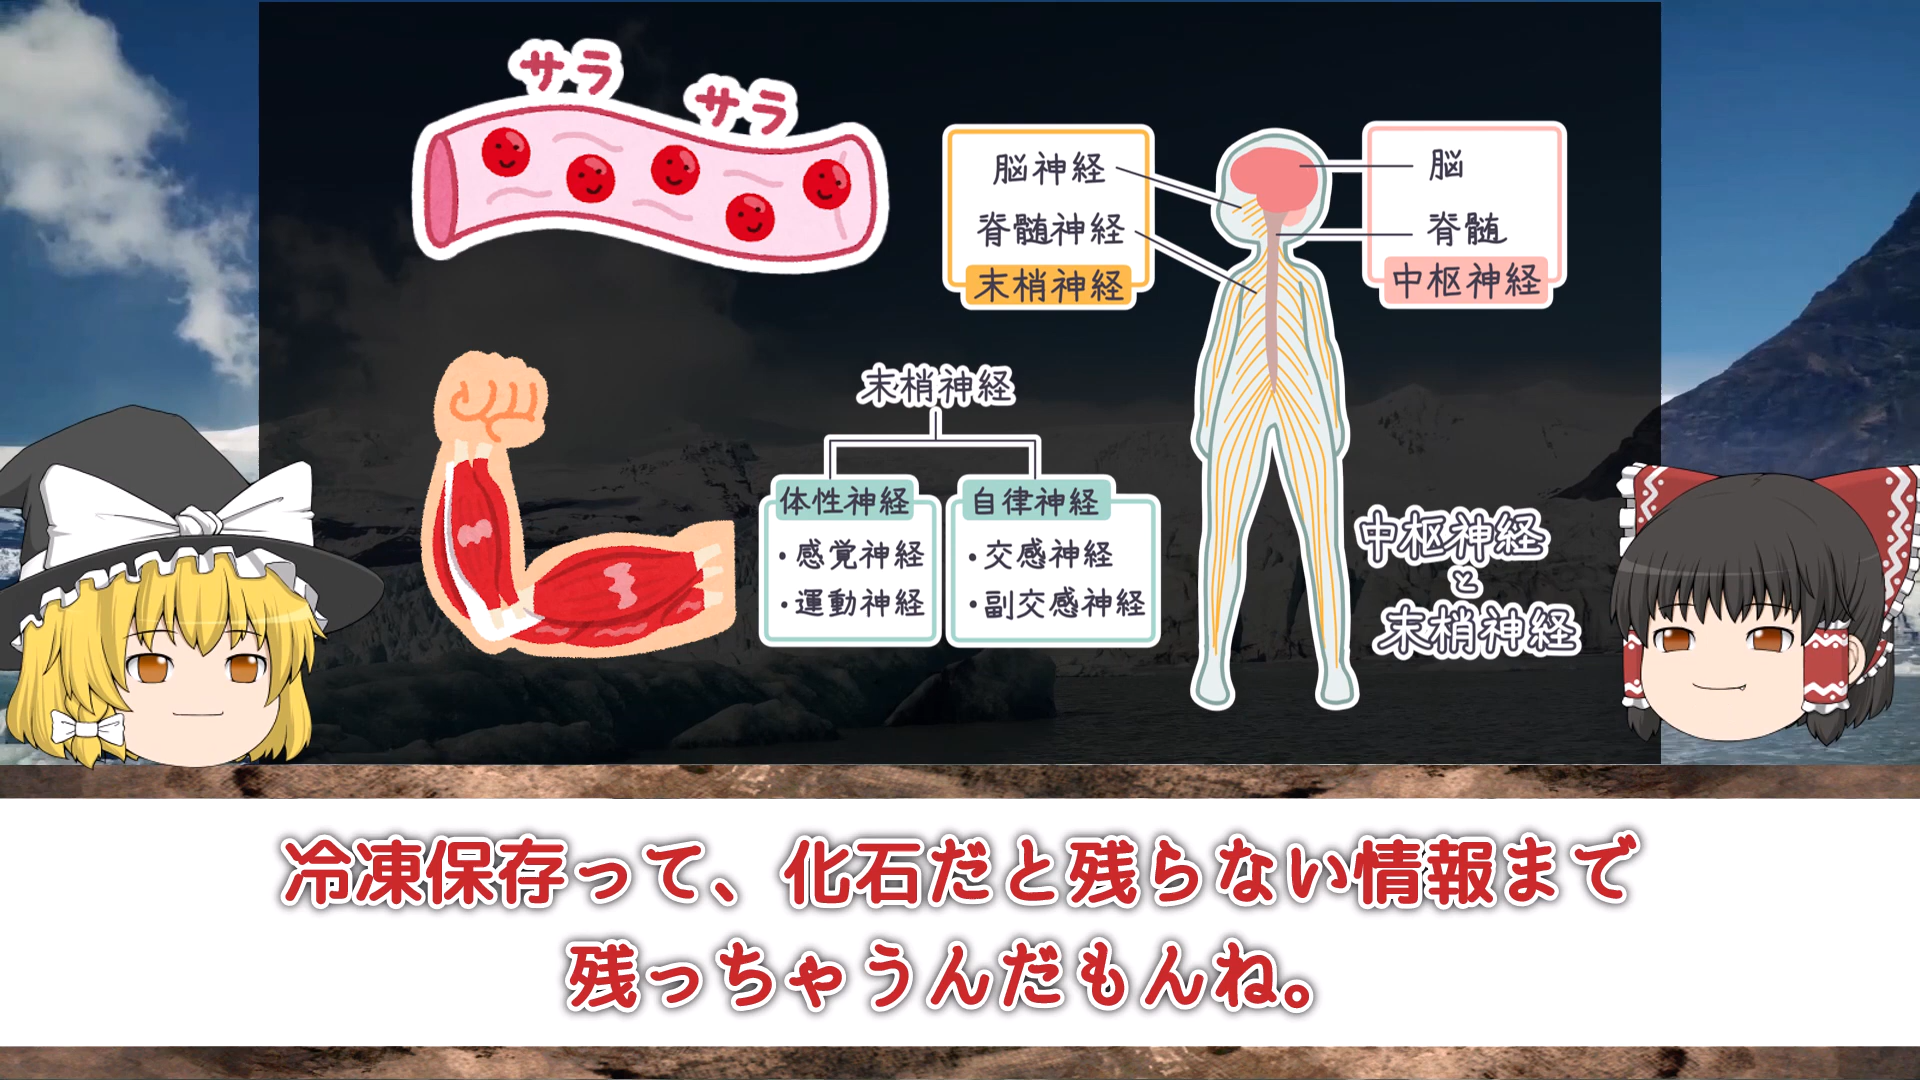 サラ
サラ
脳神経
脊髄神経
末梢神経
脳
脊髄
中枢神経
末梢神経
体性神経
・感覚神経
・運動神経
自律神経
・交感神経
・副交感神経
中枢神経
と
末梢神経
冷凍保存って、化石だと残らない情報まで
残っちゃうんだもんね。